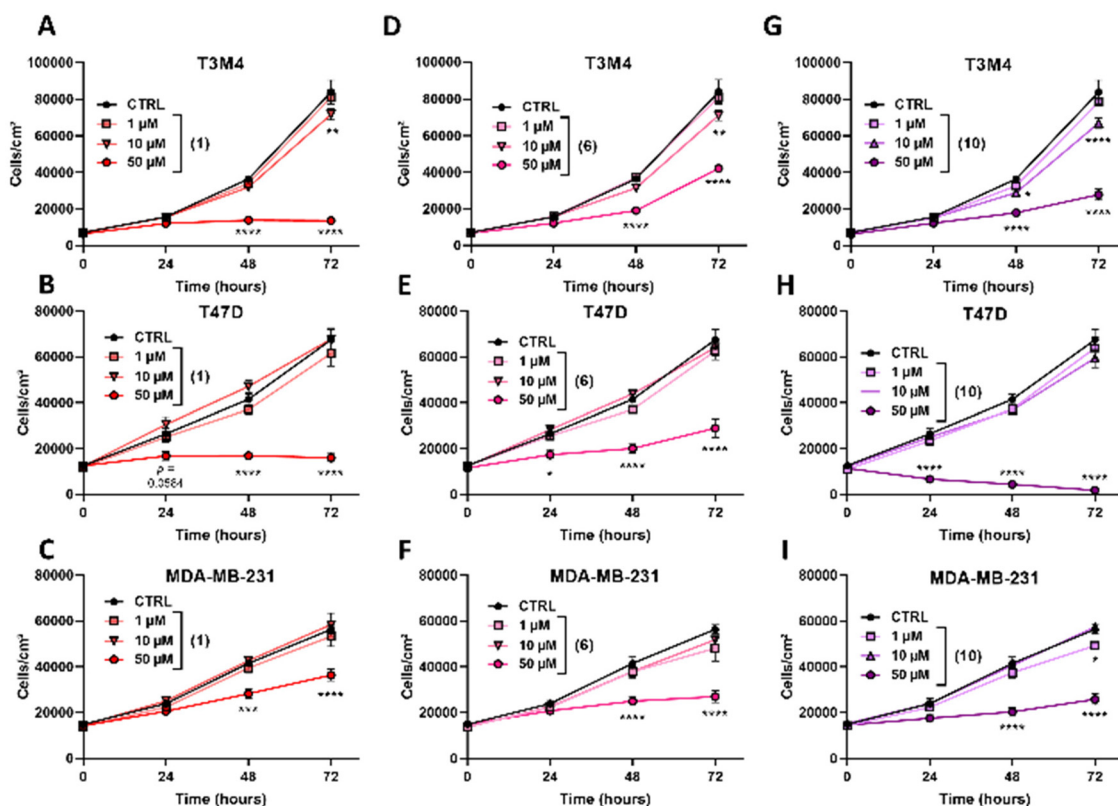 A
T3M4
100000
80000
60000
40000
20000
0
Cells/cm²
CTRL
1 µM
10 µM
50 µM
(1)
**
****
****
0 24 48 72
Time (hours)
D
T3M4
100000
80000
60000
40000
20000
0
Cells/cm²
CTRL
1 µM
10 µM
50 µM
(6)
**
****
****
0 24 48 72
Time (hours)
G
T3M4
100000
80000
60000
40000
20000
0
Cells/cm²
CTRL
1 µM
10 µM
50 µM
(10)
****
*
****
****
0 24 48 72
Time (hours)
B
T47D
80000
60000
40000
20000
0
Cells/cm²
CTRL
1 µM
10 µM
50 µM
(1)
****
****
0 24 48 72
Time (hours)
E
T47D
80000
60000
40000
20000
0
Cells/cm²
CTRL
1 µM
10 µM
50 µM
(6)
*
****
****
0 24 48 72
Time (hours)
H
T47D
80000
60000
40000
20000
0
Cells/cm²
CTRL
1 µM
10 µM
50 µM
(10)
****
****
****
0 24 48 72
Time (hours)
C
MDA-MB-231
80000
60000
40000
20000
0
Cells/cm²
CTRL
1 µM
10 µM
50 µM
(1)
***
****
0 24 48 72
Time (hours)
F
MDA-MB-231
80000
60000
40000
20000
0
Cells/cm²
CTRL
1 µM
10 µM
50 µM
(6)
****
****
0 24 48 72
Time (hours)
I
MDA-MB-231
80000
60000
40000
20000
0
Cells/cm²
CTRL
1 µM
10 µM
50 µM
(10)
*
****
****
0 24 48 72
Time (hours)